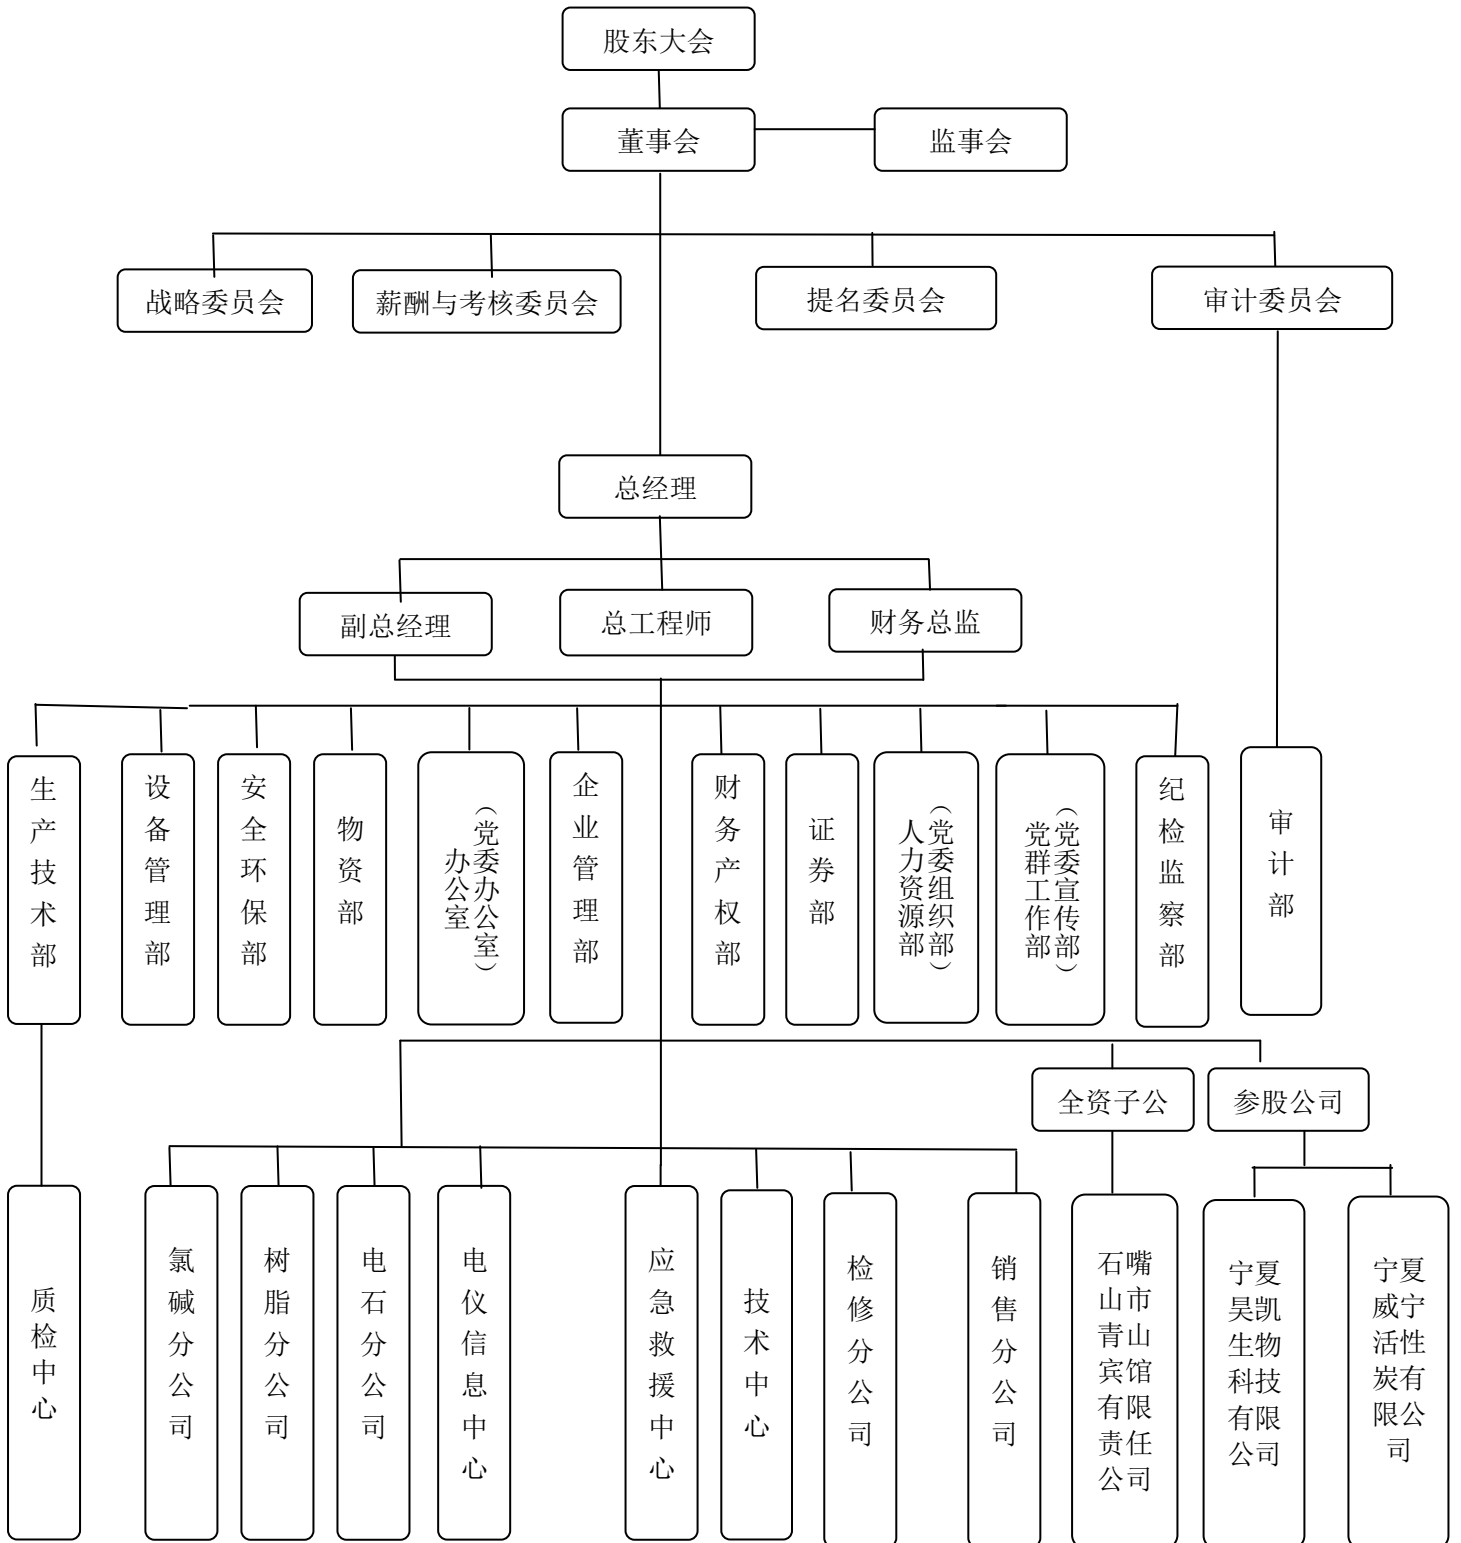 股东大会
董事会
监事会
战略委员会
薪酬与考核委员会
提名委员会
审计委员会
总经理
副总经理
总工程师
财务总监
生产技术部
设备管理部
安全环保部
物资部
办公室
（党委办公室）
企业管理部
财务产权部
证券部
人力资源部
（党委组织部）
党群工作部
（党委宣传部）
纪检监察部
审计部
全资子公
参股公司
质检中心
氯碱分公司
树脂分公司
电石分公司
电仪信息中心
应急救援中心
技术中心
检修分公司
销售分公司
石嘴
山市
青山
宾馆
有限
责任
公司
宁夏
昊凯
生物
科技
有限
公司
宁夏
威宁
活性
炭有
限公
司